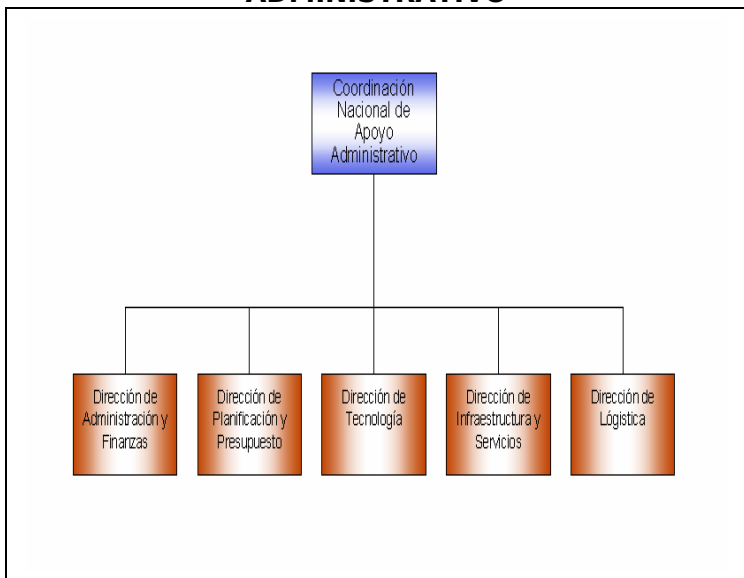 ADMINISTRATIVO
Coordinación
Nacional de
Apoyo
Administrativo
Dirección de
Administración y
Finanzas
Dirección de
Planificación y
Presupuesto
Dirección de
Tecnología
Dirección de
Infraestructura y
Servicios
Dirección de
Lógistica